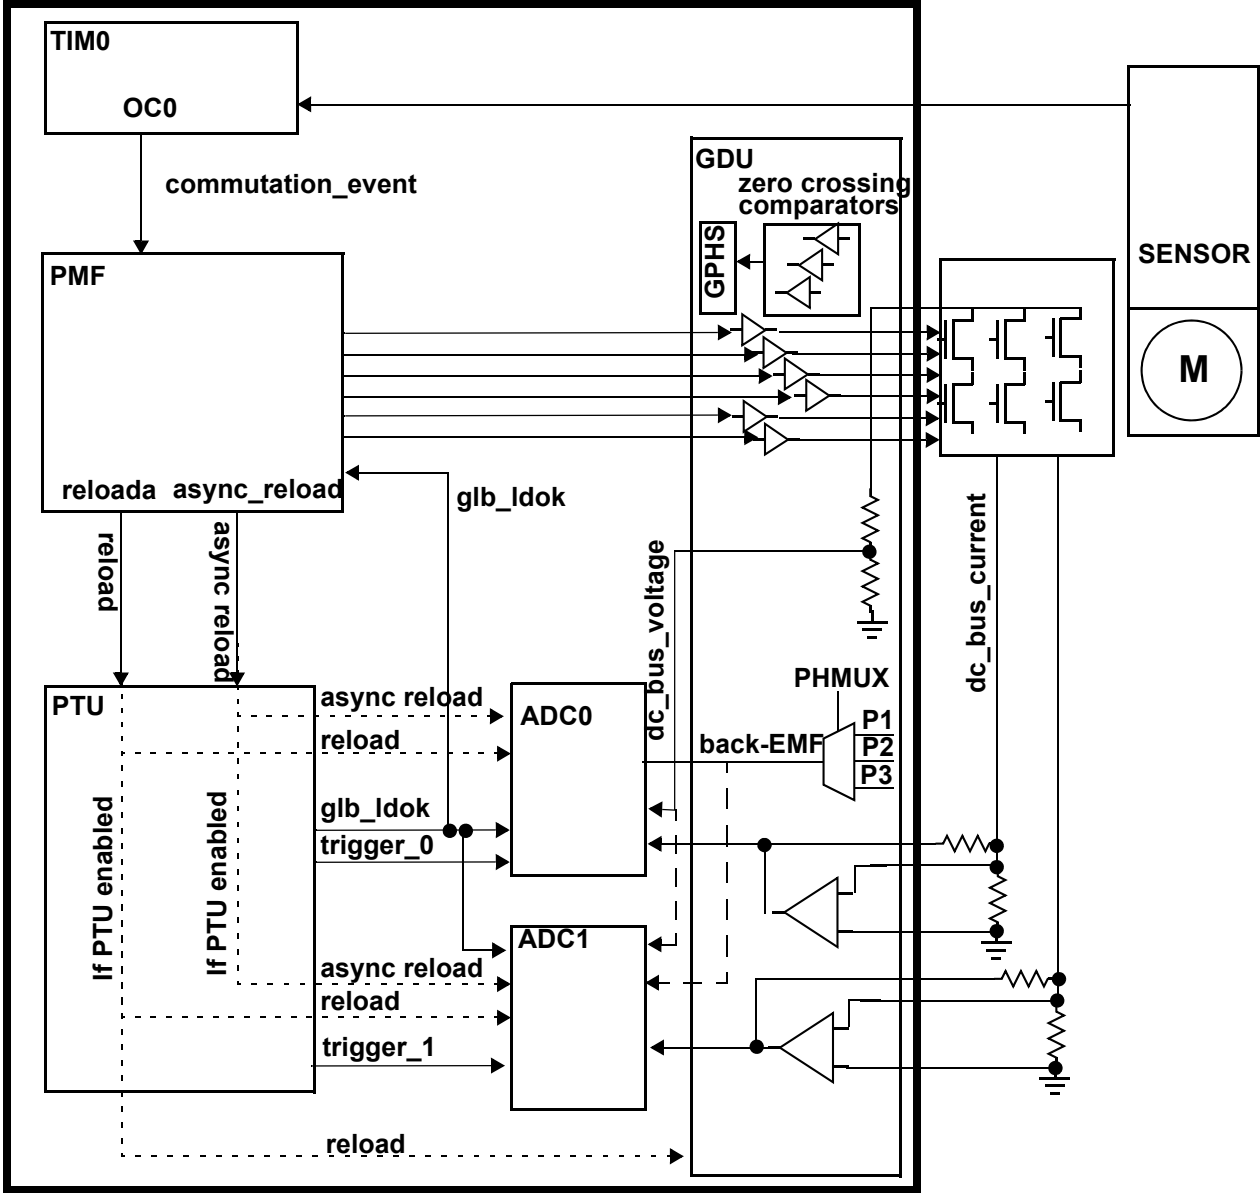 TIM0
OC0
commutation_event
GDU
zero crossing
comparators
GPHS
SENSOR
PMF
M
reloada
async_reload
glb_ldok
reload
async reload
dc_bus_voltage
dc_bus_current
PTU
async reload
reload
ADC0
PHMUX
P1
back-EMF
P2
P3
glb_ldok
trigger_0
If PTU enabled
If PTU enabled
ADC1
async reload
reload
trigger_1
reload